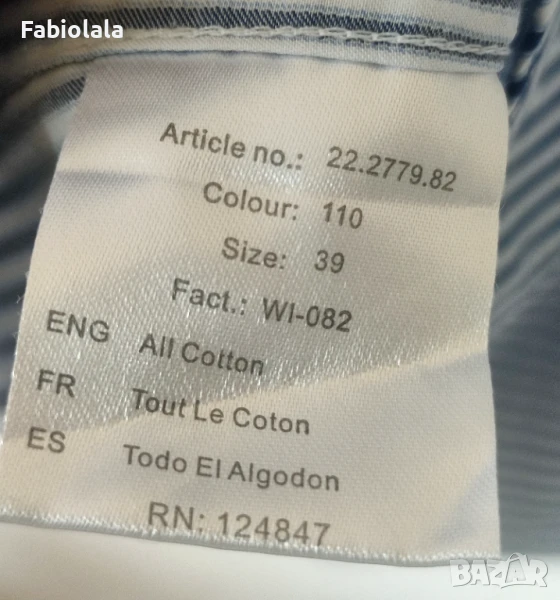 Fabiolala
Article no.: 22.2779.82
Colour: 110
Size: 39
Fact.: WI-082
ENG All Cotton
FR Tout Le Coton
ES Todo El Algodon
RN: 124847
BAZAR